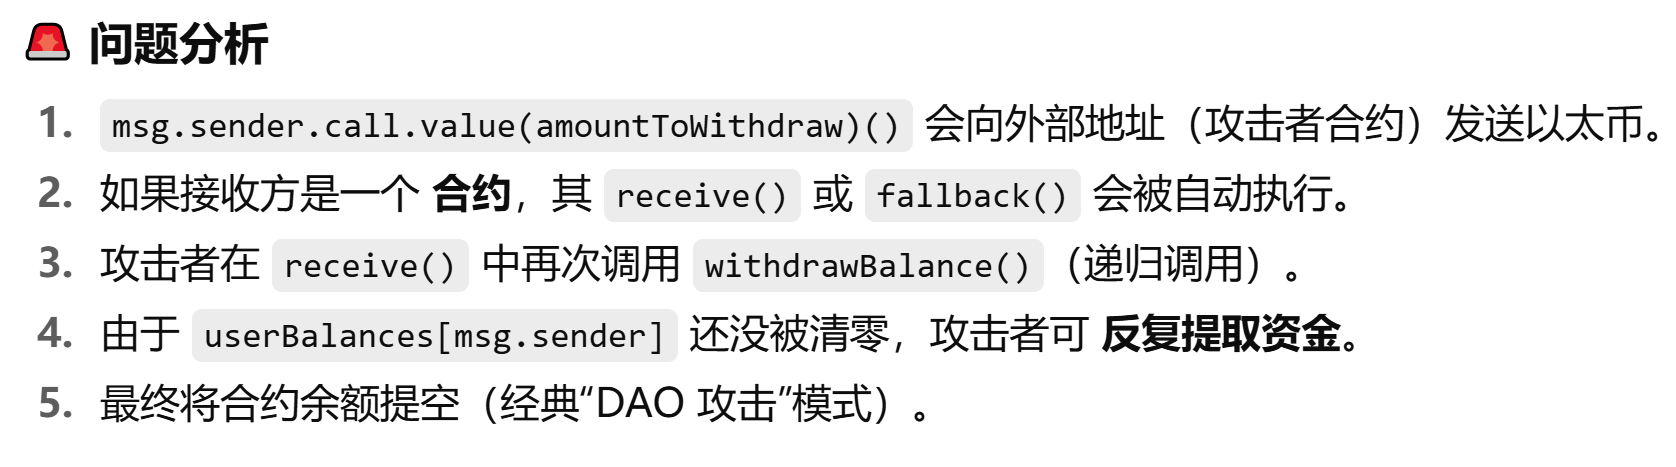 🚨 问题分析
1. msg.sender.call.value(amountToWithdraw)() 会向外部地址（攻击者合约）发送以太币。
2. 如果接收方是一个 合约，其 receive() 或 fallback() 会被自动执行。
3. 攻击者在 receive() 中再次调用 withdrawBalance()（递归调用）。
4. 由于 userBalances[msg.sender] 还没被清零，攻击者可 反复提取资金。
5. 最终将合约余额提空（经典“DAO 攻击”模式）。